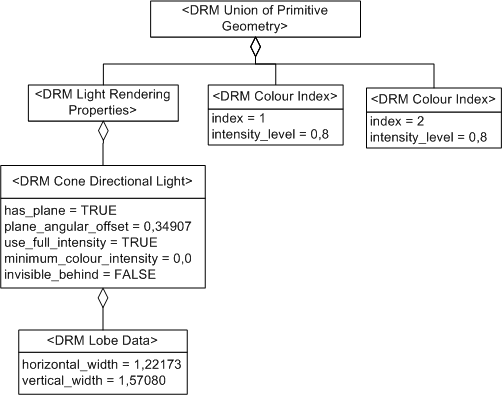 <DRM Union of Primitive
Geometry>
<DRM Light Rendering
Properties>
<DRM Colour Index>
index = 1
intensity_level = 0,8
<DRM Colour Index>
index = 2
intensity_level = 0,8
<DRM Cone Directional Light>
has_plane = TRUE
plane_angular_offset = 0,34907
use_full_intensity = TRUE
minimum_colour_intensity = 0,0
invisible_behind = FALSE
<DRM Lobe Data>
horizontal_width = 1,22173
vertical_width = 1,57080